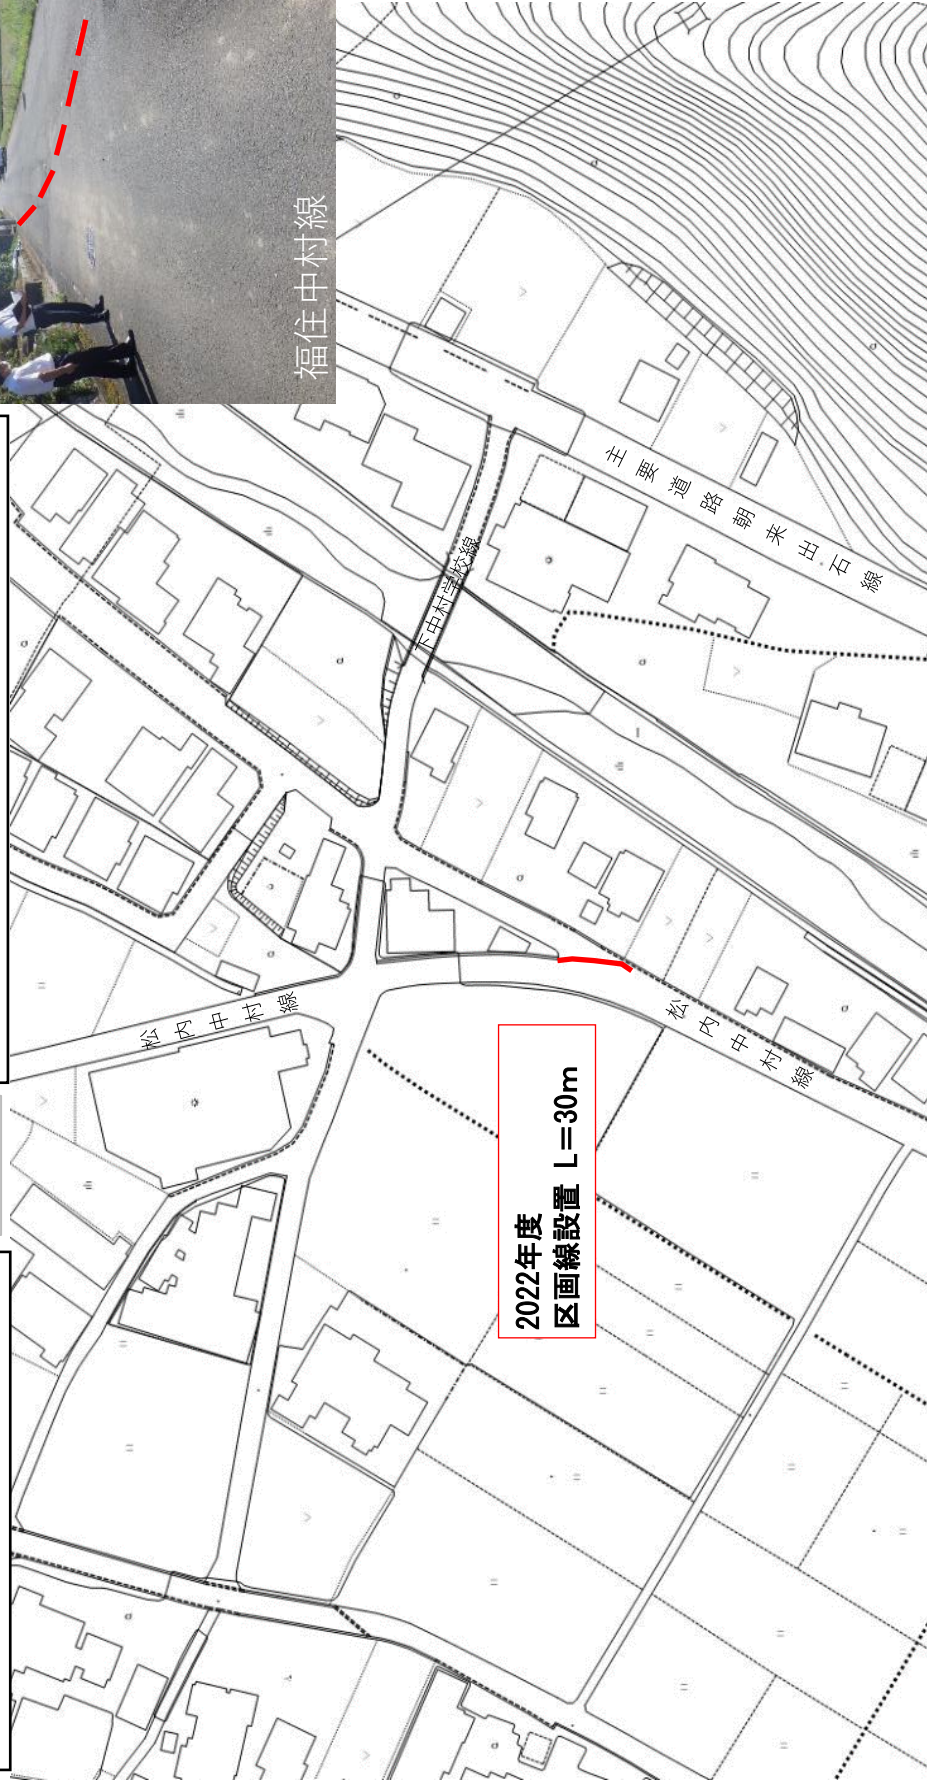 福住中村線
主要道路朝来出石線
下中村学校線
松内中村線
松内中村線
2022年度
区画線設置 L=30m